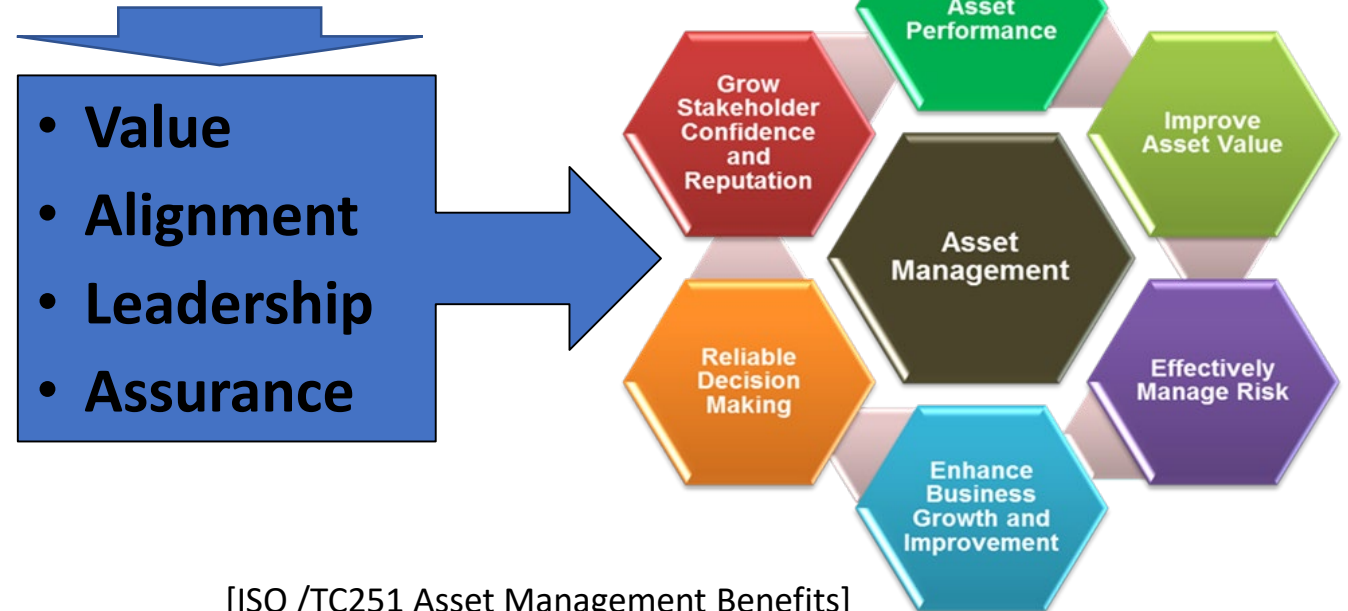 • Value
• Alignment
• Leadership
• Assurance
Asset
Performance
Grow
Stakeholder
Confidence
and
Reputation
Improve
Asset Value
Asset
Management
Reliable
Decision
Making
Effectively
Manage Risk
Enhance
Business
Growth and
Improvement
[ISO /TC251 Asset Management Benefits]